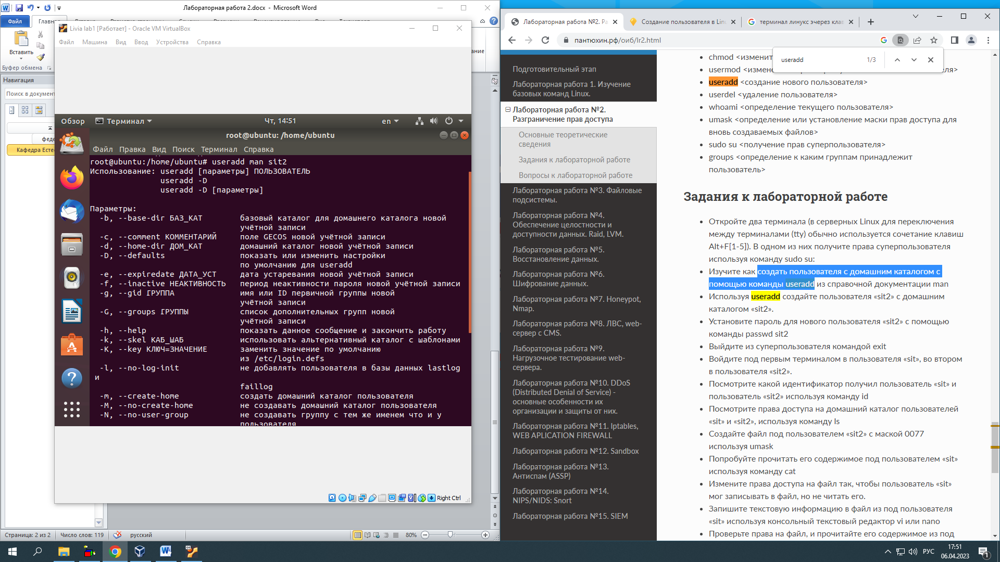 Лабораторная работа 2.docx - Microsoft Word
Файл
Вставить
Буфер обмена
Навигация
Поиск в документ
Кафедра Есте
Страница: 2 из 2
Число слов: 119
русский
80%
Livia lab1 [Работает] - Oracle VM VirtualBox
Файл Машина Вид Ввод Устройства Справка
Обзор
Терминал
Чт, 14:51
en
root@ubuntu: /home/ubuntu
Файл Правка Вид Поиск Терминал Справка
root@ubuntu:/home/ubuntu# useradd man sit2
Использование: useradd [параметры] ПОЛЬЗОВАТЕЛЬ
useradd -D
useradd -D [параметры]
Параметры:
-b, --base-dir БАЗ_КАТ базовый каталог для домашнего каталога новой
учётной записи
-c, --comment КОММЕНТАРИЙ поле GECOS новой учётной записи
-d, --home-dir ДОМ_КАТ домашний каталог новой учётной записи
-D, --defaults показать или изменить настройки
по умолчанию для useradd
-e, --expiredate ДАТА_УСТ дата устаревания новой учётной записи
-f, --inactive НЕАКТИВНОСТЬ период неактивности пароля новой учётной записи
-g, --gid ГРУППА имя или ID первичной группы новой
учётной записи
-G, --groups ГРУППЫ список дополнительных групп новой
учётной записи
-h, --help показать данное сообщение и закончить работу
-k, --skel КАБ_ШАБ использовать альтернативный каталог с шаблонами
-K, --key КЛЮЧ=ЗНАЧЕНИЕ заменить значение по умолчанию
из /etc/login.defs
-l, --no-log-init не добавлять пользователя в базы данных lastlog
и
faillog
-m, --create-home создать домашний каталог пользователя
-M, --no-create-home не создавать домашний каталог пользователя
-N, --no-user-group не создавать группу с тем же именем что и у
пользователя
Right Ctrl
Лабораторная работа №2. Ра
Создание пользователя в Lin
терминал линукс эчерез клав
пантюхин.рф/оиб/lr2.html
useradd
1/3
Подготовительный этап
Лабораторная работа 1. Изучение
базовых команд Linux.
Лабораторная работа №2.
Разграничение прав доступа
Основные теоретические
сведения
Задания к лабораторной работе
Вопросы к лабораторной работе
Лабораторная работа №3. Файловые
подсистемы.
Лабораторная работа №4.
Обеспечение целостности и
доступности данных. Raid, LVM.
Лабораторная работа №5.
Восстановление данных.
Лабораторная работа №6.
Шифрование данных.
Лабораторная работа №7. Honeypot,
Nmap.
Лабораторная работа №8. ЛВС, web-
сервер с CMS.
Лабораторная работа №9.
Нагрузочное тестирование web-
сервера.
Лабораторная работа №10. DDoS
(Distributed Denial of Service) -
основные особенности их
организации и защиты от них.
Лабораторная работа №11. Iptables,
WEB APLICATION FIREWALL
Лабораторная работа №12. Sandbox
Лабораторная работа №13.
Антиспам (ASSP)
Лабораторная работа №14.
NIPS/NIDS: Snort
Лабораторная работа №15. SIEM
chmod <изменит
usermod <измене
useradd <создание нового пользователя>
userdel <удаление пользователя>
whoami <определение текущего пользователя>
umask <определение или установление маски прав доступа для
вновь создаваемых файлов>
sudo su <получение прав суперпользователя>
groups <определение к каким группам принадлежит
пользователь>
Задания к лабораторной работе
Откройте два терминала (в серверных Linux для переключения
между терминалами (tty) обычно используется сочетание клавиш
Alt+F[1-5]). В одном из них получите права суперпользователя
используя команду sudo su:
Изучите как создать пользователя с домашним каталогом с
помощью команды useradd из справочной документации man
Используя useradd создайте пользователя «sit2» с домашним
каталогом «sit2».
Установите пароль для нового пользователя «sit2» с помощью
команды passwd sit2
Выйдите из суперпользователя командой exit
Войдите под первым терминалом в пользователя «sit», во втором
в пользователя «sit2».
Посмотрите какой идентификатор получил пользователь «sit» и
пользователь «sit2» используя команду id
Посмотрите права доступа на домашний каталог пользователей
«sit» и «sit2», используя команду ls
Создайте файл под пользователем «sit2» с маской 0077
используя umask
Попробуйте прочитать его содержимое под пользователем «sit»
используя команду cat
Измените права доступа на файл так, чтобы пользователь «sit»
мог записывать в файл, но не читать его.
Запишите текстовую информацию в файл из под пользователя
«sit» используя консольный текстовый редактор vi или nano
Проверьте права на файл, и прочитайте его содержимое из под
РУС
17:51
06.04.2023
1